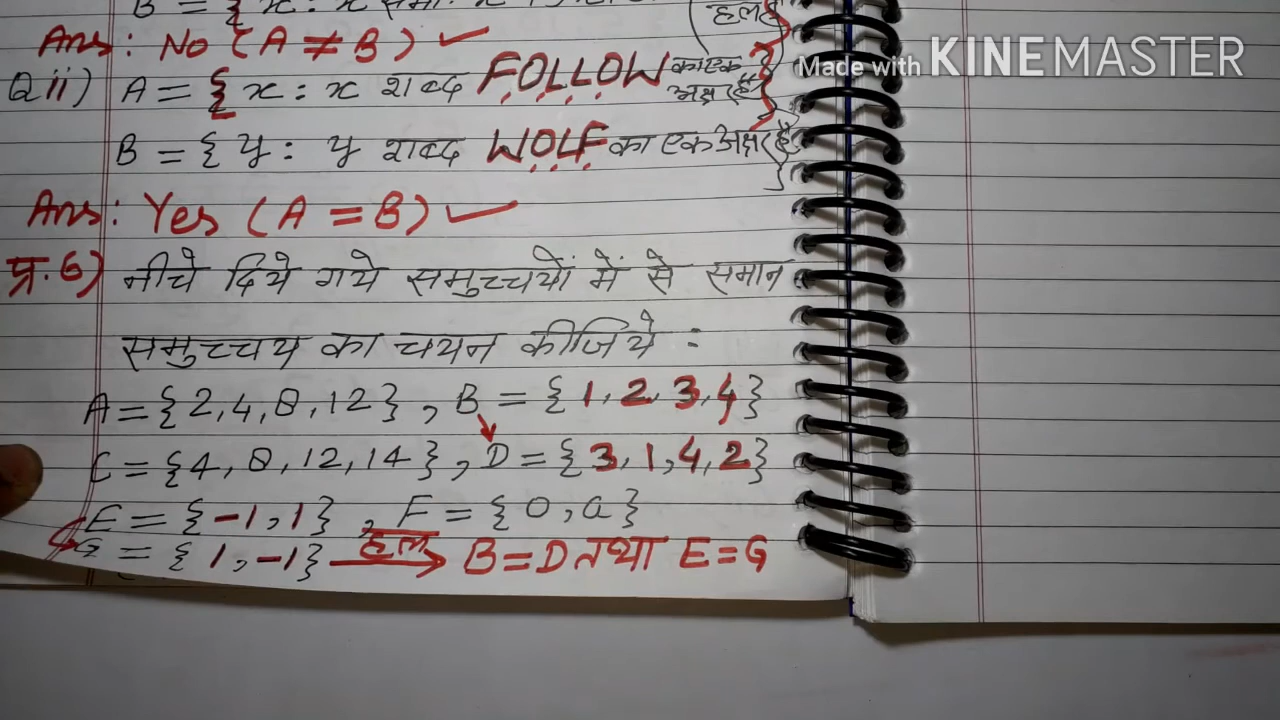 B = { x : x
Ans: No (A ≠ B) ✓
Made with KINEMASTER
Q ii) A = { x : x शब्द FOLLOW का एक अक्षर है }
B = { y : y शब्द WOLF का एक अक्षर है }
Ans: Yes (A = B) ✓
प्र. 6) नीचे दिये गये समुच्चयों में से समान
समुच्चय का चयन कीजिये :
A = {2, 4, 8, 12} , B = { 1, 2, 3, 4 }
C = {4, 8, 12, 14} , D = { 3, 1, 4, 2 }
E = { -1, 1 } , F = { 0, a }
G = { 1, -1 } हल → B = D तथा E = G